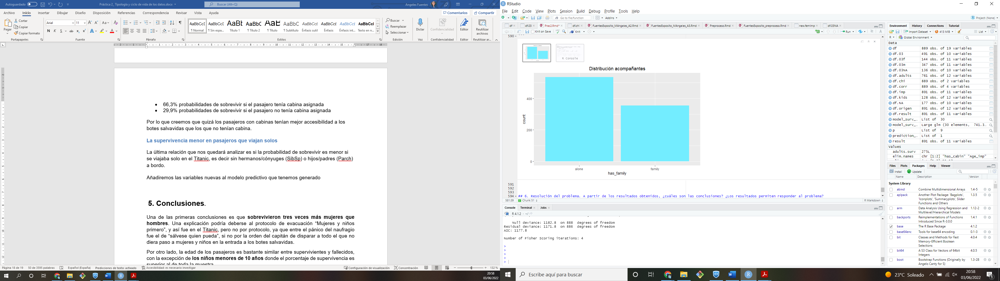 Autoguardado
Práctica 2_ Tipología y ciclo de vida de los datos.docx
Buscar (Alt+Q)
Angeles Fuentes
Archivo Inicio Insertar Dibujar Diseño Disposición Referencias Correspondencia Revisar Vista Ayuda
Comentarios Compartir
Pegar
Cortar
Copiar
Copiar formato
Portapapeles
Arial 11
Fuente
Párrafo
AaBbCcI AaBbCcI AaBb AaBbC AaB AaBbC AaBbCcI AaBbCcI AaBbCcI AaBbCcI
¶ Normal ¶ Sin espa... Título 1 ¶ Título 2 ¶ Título ¶ Subtítulo Énfasis sutil Énfasis Énfasis int... Texto en n...
Estilos
Buscar
Reemplazar
Seleccionar
Edición
Dictar
Voz
Confidencialidad
Confidencialidad
Editor
Editor
Reutilizar archivos
Reutilizar ar...
• 66,3% probabilidades de sobrevivir si el pasajero tenía cabina asignada
• 29,9% probabilidades de sobrevivir si el pasajero no tenía cabina asignada
Por lo que creemos que quizá los pasajeros con cabinas tenían mejor accesibilidad a los
botes salvavidas que los que no tenían cabina.
La supervivencia menor en pasajeros que viajan solos
La última relación que nos quedará analizar es si la probabilidad de sobrevivir es menor si
se viajaba solo en el Titanic, es decir sin hermanos/cónyuges (SibSp) o hijos/padres (Parch)
a bordo.
Añadiremos las variables nuevas al modelo predictivo que tenemos generado
5. Conclusiones.
Una de las primeras conclusiones es que sobrevivieron tres veces más mujeres que
hombres. Una explicación podría deberse al protocolo de evacuación “Mujeres y niños
primero”, y así fue en el Titanic, pero no por protocolo, ya que entre el pánico del naufragio
fue el de “sálvese quien pueda”, si no por la orden del capitán de disparar a todo el que no
diera paso a mujeres y niños en la entrada a los botes salvavidas.
Por otro lado, la edad de los pasajeros es bastante similar entre supervivientes y fallecidos,
con la excepción de los niños menores de 10 años donde el porcentaje de supervivencia es
superior al de toda la muestra
Página 18 de 19 50 de 3595 palabras Español (España) Predicciones de texto: activado Accesibilidad: es necesario investigar
Configuración de visualización Concentración 132 %
20:58
03/06/2022
RStudio
File Edit Code View Plots Session Build Debug Profile Tools Help
Go to file/function Addins
Project: (None)
df df.03 Prac2.Rmd* df.chi FuentesExposito_MAngeles_A2.Rmd FuentesExposito_MAngeles_A3.Rmd Preproceso.Rmd FuentesExposito_preproceso.Rmd new.femImp df.03NA
Knit on Save Knit Run
590 ```
R Console
Distribución acompañantes
count
400
200
0
alone family
has_family
591
592
593
594 ## 6. Resolución del problema. A partir de los resultados obtenidos, ¿cuáles son las conclusiones? ¿Los resultados permiten responder al problema?
581:39 Chunk 51 R Markdown
Console Terminal Jobs
R 4.1.2 · ~/
Null deviance: 1182.8 on 888 degrees of freedom
Residual deviance: 1171.8 on 886 degrees of freedom
AIC: 1177.8
Number of Fisher Scoring iterations: 4
>
>
>
>
>
Environment History Connections Tutorial
Import Dataset 413 MiB List
R Global Environment
Data
df 889 obs. of 19 variables
df.03 491 obs. of 10 variables
df.03f 144 obs. of 11 variables
df.03m 347 obs. of 11 variables
df.03NA 136 obs. of 10 variables
df.adults 761 obs. of 12 variables
df.chi 889 obs. of 2 variables
df.corr 889 obs. of 4 variables
df.imp 891 obs. of 11 variables
df.kids 128 obs. of 12 variables
df.NA 177 obs. of 10 variables
df.origen 891 obs. of 12 variables
df.result 891 obs. of 11 variables
model_surv_... List of 30
model_surv_... Large glm (30 elements, 741.3...
p List of 9
prediction_... List of 1
result 891 obs. of 11 variables
Values
adults.surv 275L
elim.names chr [1:2] "has_cabin" "Age_imp"
Files Plots Packages Help Viewer
Install Update
Name Description Version
System Library
abind Combine Multidimensional Arrays 1.4-5
aplpack Another Plot Package: 'Bagplots', 'Iconplots', 'Summaryplots', Slider Functions and Others 1.3.5
arm Data Analysis Using Regression and Multilevel/Hierarchical Models 1.12-2
backports Reimplementations of Functions Introduced Since R-3.0.0 1.4.1
base The R Base Package 4.1.2
base64enc Tools for base64 encoding 0.1-3
bit Classes and Methods for Fast Memory-Efficient Boolean Selections 4.0.4
bit64 A S3 Class for Vectors of 64bit Integers 4.0.5
boot Bootstrap Functions (Originally by Angelo Canty for S) 1.3-28
Escribe aquí para buscar
23°C Soleado
20:58
03/06/2022